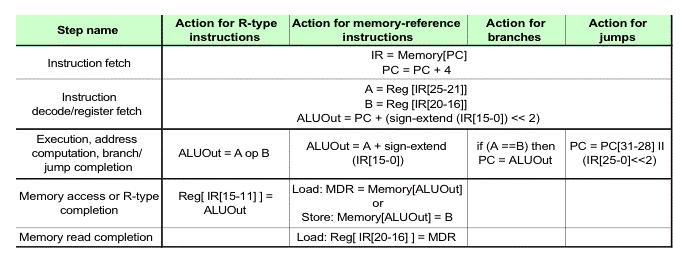 Step name
Action for R-type
instructions
Action for memory-reference
instructions
Action for
branches
Action for
jumps
Instruction fetch
IR = Memory[PC]
PC = PC + 4
Instruction
decode/register fetch
A = Reg [IR[25-21]]
B = Reg [IR[20-16]]
ALUOut = PC + (sign-extend (IR[15-0]) << 2)
Execution, address
computation, branch/
jump completion
ALUOut = A op B
ALUOut = A + sign-extend
(IR[15-0])
if (A ==B) then
PC = ALUOut
PC = PC[31-28] II
(IR[25-0]<<2)
Memory access or R-type
completion
Reg[ IR[15-11] ] =
ALUOut
Load: MDR = Memory[ALUOut]
or
Store: Memory[ALUOut] = B
Memory read completion
Load: Reg[ IR[20-16] ] = MDR